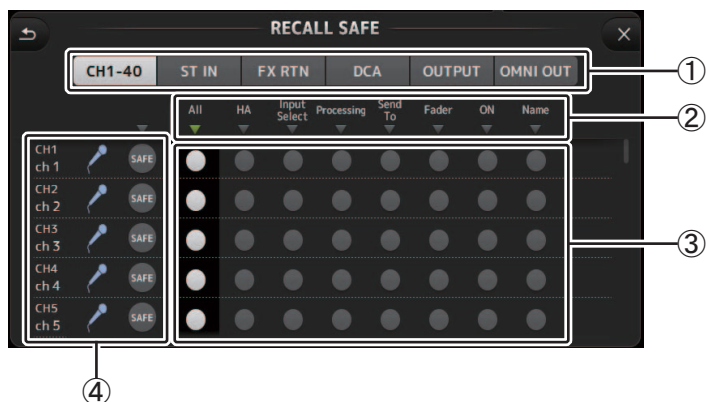 RECALL SAFE
CH1-40 ST IN FX RTN DCA OUTPUT OMNI OUT
①
All HA Input Select Processing Send To Fader ON Name
②
CH1
ch 1 SAFE
CH2
ch 2 SAFE
CH3
ch 3 SAFE
③
CH4
ch 4 SAFE
CH5
ch 5 SAFE
④